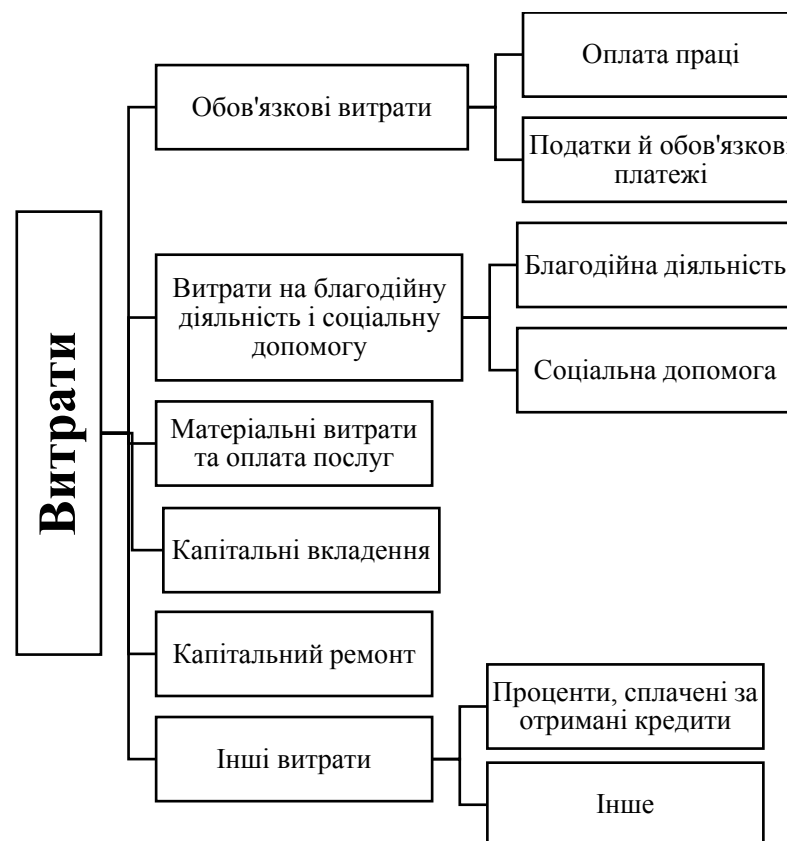 Витрати
Обов'язкові витрати
Оплата праці
Податки й обов'язкові
платежі
Витрати на благодійну
діяльність і соціальну
допомогу
Благодійна діяльність
Соціальна допомога
Матеріальні витрати
та оплата послуг
Капітальні вкладення
Капітальний ремонт
Інші витрати
Проценти, сплачені за
отримані кредити
Інше